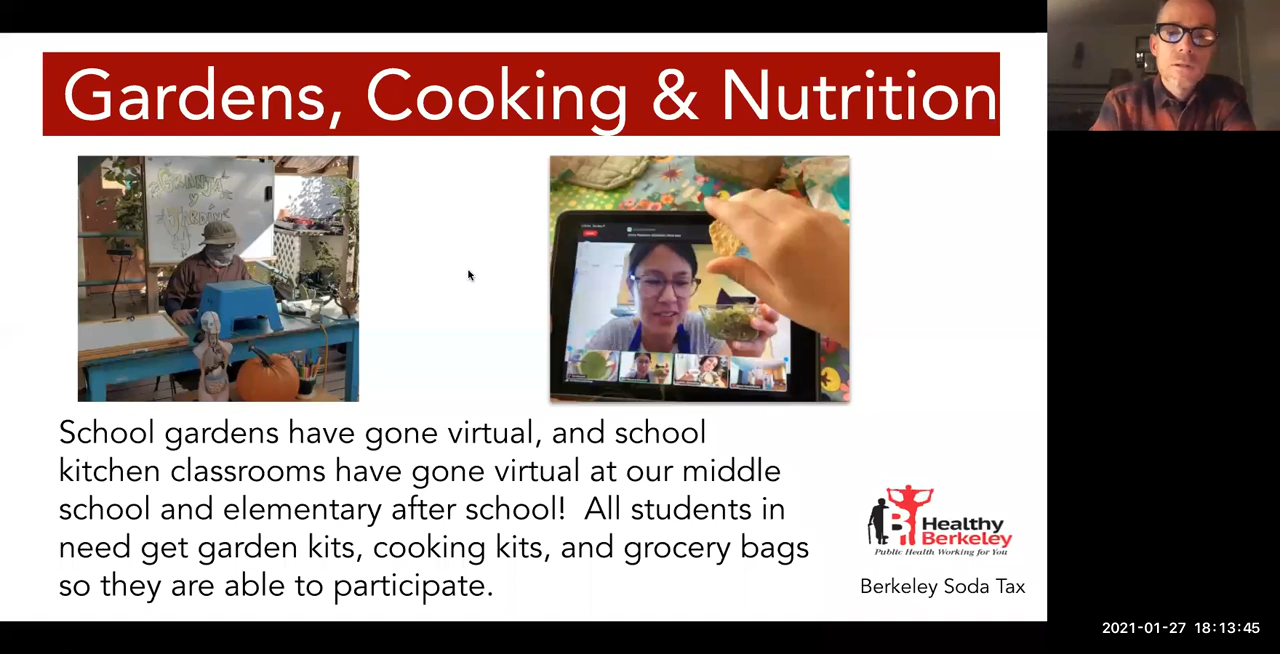 Gardens, Cooking & Nutrition
GRANJA
Y
JARDIN
School gardens have gone virtual, and school
kitchen classrooms have gone virtual at our middle
school and elementary after school!  All students in
need get garden kits, cooking kits, and grocery bags
so they are able to participate.
B
Healthy
Berkeley
Public Health Working for You
Berkeley Soda Tax
2021-01-27 18:13:45